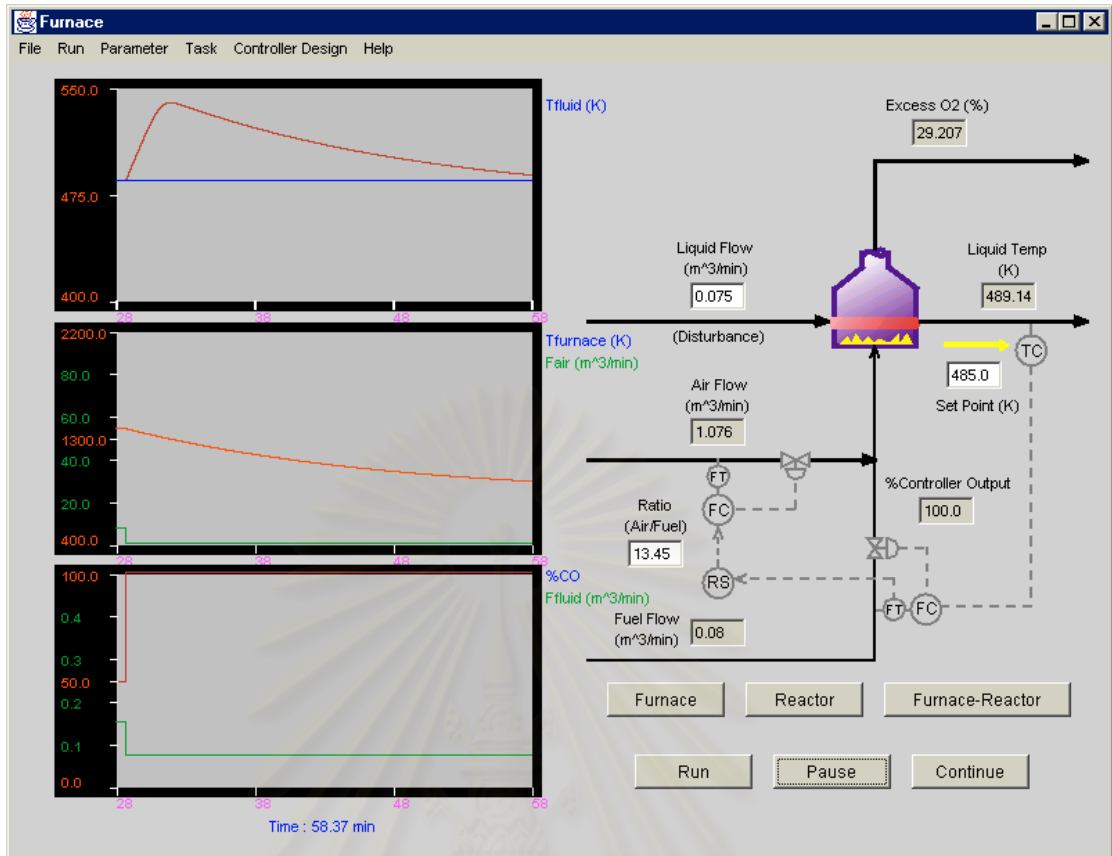 Furnace
File Run Parameter Task Controller Design Help
550.0
475.0
400.0
28 38 48 58
Tfluid (K)
2200.0
80.0
60.0
1300.0
40.0
20.0
400.0
28 38 48 58
Tfurnace (K)
Fair (m^3/min)
100.0
0.4
0.3
50.0
0.2
0.1
0.0
28 38 48 58
%CO
Ffluid (m^3/min)
Time : 58.37 min
Excess O2 (%)
29.207
Liquid Flow
(m^3/min)
0.075
(Disturbance)
Liquid Temp
(K)
489.14
TC
485.0
Set Point (K)
Air Flow
(m^3/min)
1.076
FT
FC
Ratio
(Air/Fuel)
13.45
RS
%Controller Output
100.0
FT
FC
Fuel Flow
(m^3/min)
0.08
Furnace Reactor Furnace-Reactor
Run Pause Continue